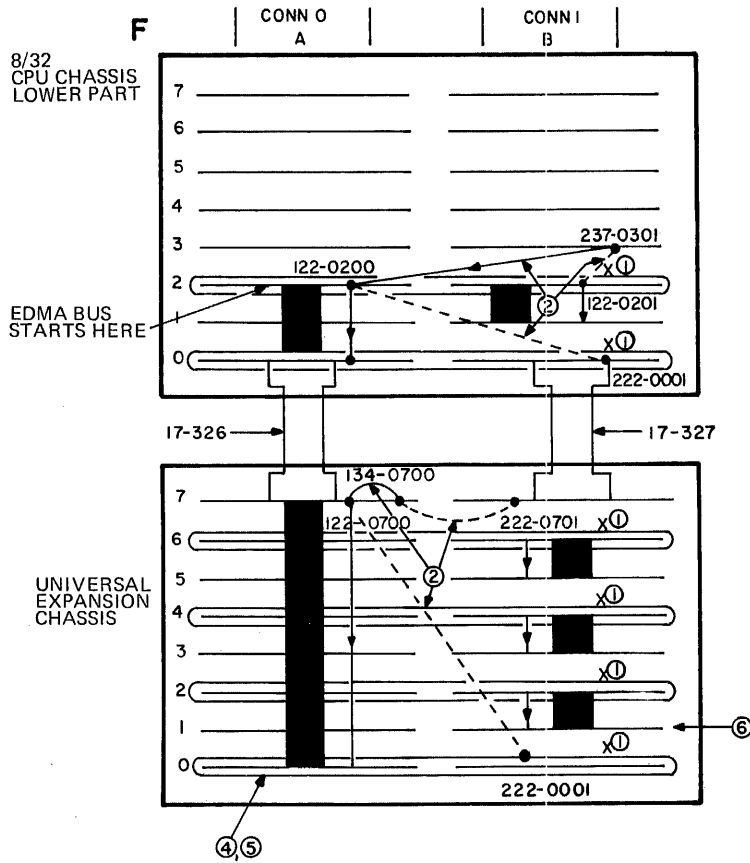 F
CONN 0
A
CONN 1
B
8/32
CPU CHASSIS
LOWER PART
7
6
5
4
3
237-0301
122-0200
2
x①
②
122-0201
EDMA BUS
STARTS HERE
1
x①
0
222-0001
17-326
17-327
134-0700
7
122-0700
222-0701
x①
6
②
5
UNIVERSAL
EXPANSION
CHASSIS
x①
4
3
x①
2
1
⑥
x①
0
222-0001
④,⑤